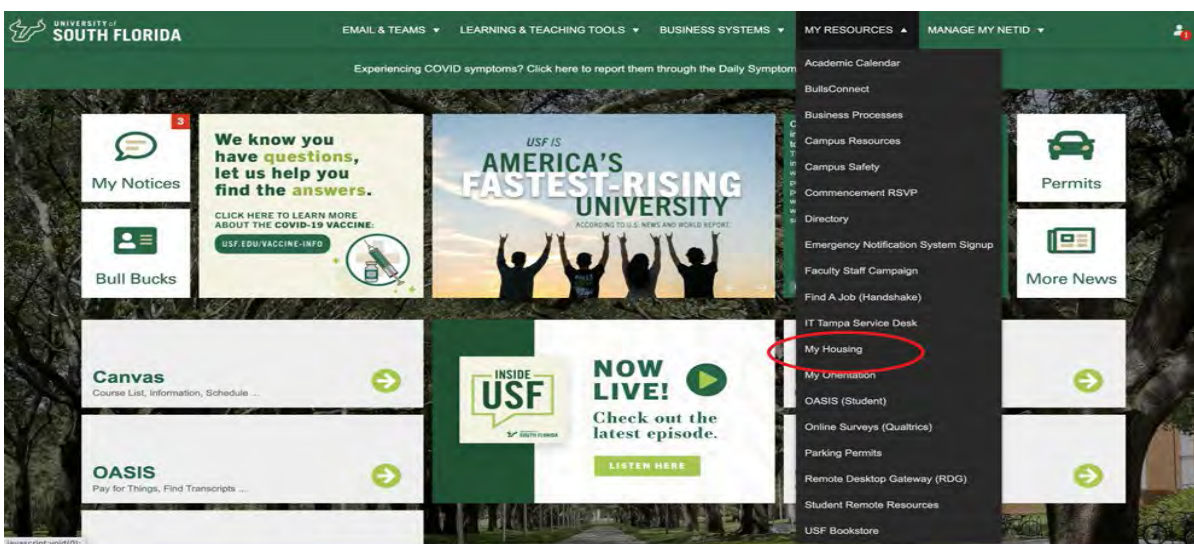 UNIVERSITY of
SOUTH FLORIDA
EMAIL & TEAMS
LEARNING & TEACHING TOOLS
BUSINESS SYSTEMS
MY RESOURCES
MANAGE MY NETID
1
Experiencing COVID symptoms? Click here to report them through the Daily Symptom
Academic Calendar
BullsConnect
Business Processes
Campus Resources
Campus Safety
Commencement RSVP
Directory
Emergency Notification System Signup
Faculty Staff Campaign
Find A Job (Handshake)
IT Tampa Service Desk
My Housing
My Orientation
OASIS (Student)
Online Surveys (Qualtrics)
Parking Permits
Remote Desktop Gateway (RDG)
Student Remote Resources
USF Bookstore
3
My Notices
Bull Bucks
We know you
have questions,
let us help you
find the answers.
CLICK HERE TO LEARN MORE
ABOUT THE COVID-19 VACCINE:
USF.EDU/VACCINE-INFO
USF IS
AMERICA'S
FASTEST-RISING
UNIVERSITY
ACCORDING TO U.S. NEWS AND WORLD REPORT.
Permits
More News
Canvas
Course List, Information, Schedule ...
OASIS
Pay for Things, Find Transcripts ...
INSIDE
USF
SOUTH FLORIDA
NOW
LIVE!
Check out the
latest episode.
LISTEN HERE
javascript:void(0);